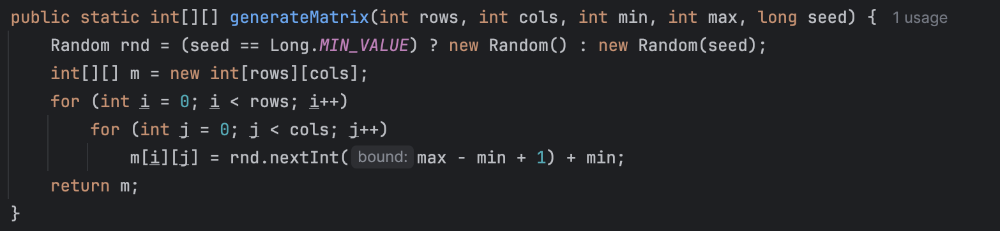 public static int[][] generateMatrix(int rows, int cols, int min, int max, long seed) { 1 usage
    Random rnd = (seed == Long.MIN_VALUE) ? new Random() : new Random(seed);
    int[][] m = new int[rows][cols];
    for (int i = 0; i < rows; i++)
        for (int j = 0; j < cols; j++)
            m[i][j] = rnd.nextInt( bound: max - min + 1) + min;
    return m;
}